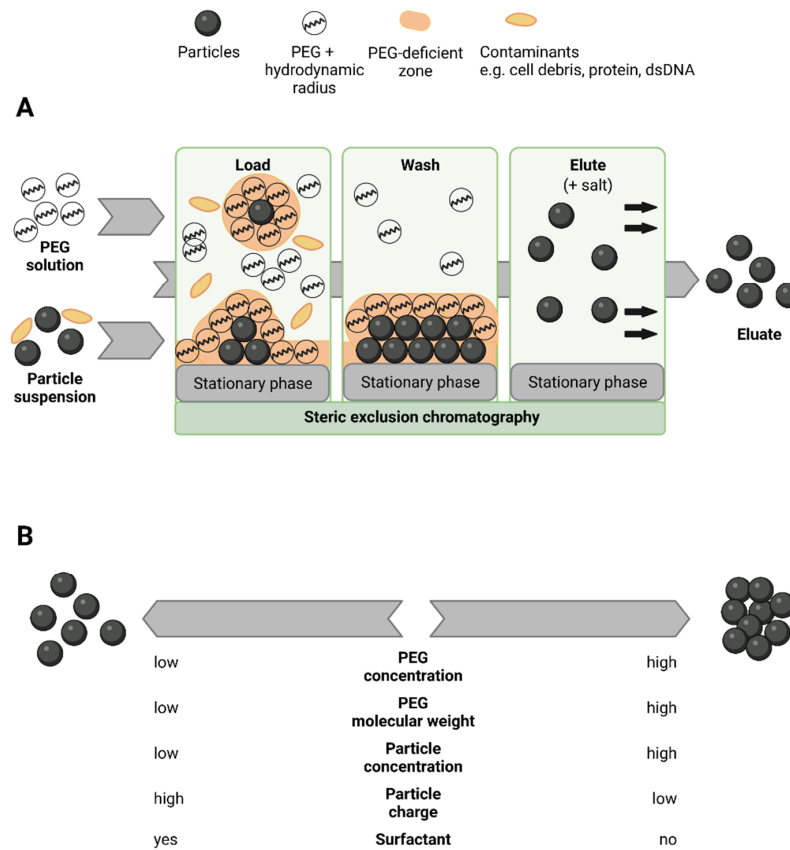 Particles
PEG +
hydrodynamic
radius
PEG-deficient
zone
Contaminants
e.g. cell debris, protein, dsDNA
A
Load
Wash
Elute
(+ salt)
PEG
solution
Particle
suspension
Eluate
Stationary phase
Stationary phase
Stationary phase
Steric exclusion chromatography
B
low
PEG
concentration
high
low
PEG
molecular weight
high
low
Particle
concentration
high
high
Particle
charge
low
yes
Surfactant
no